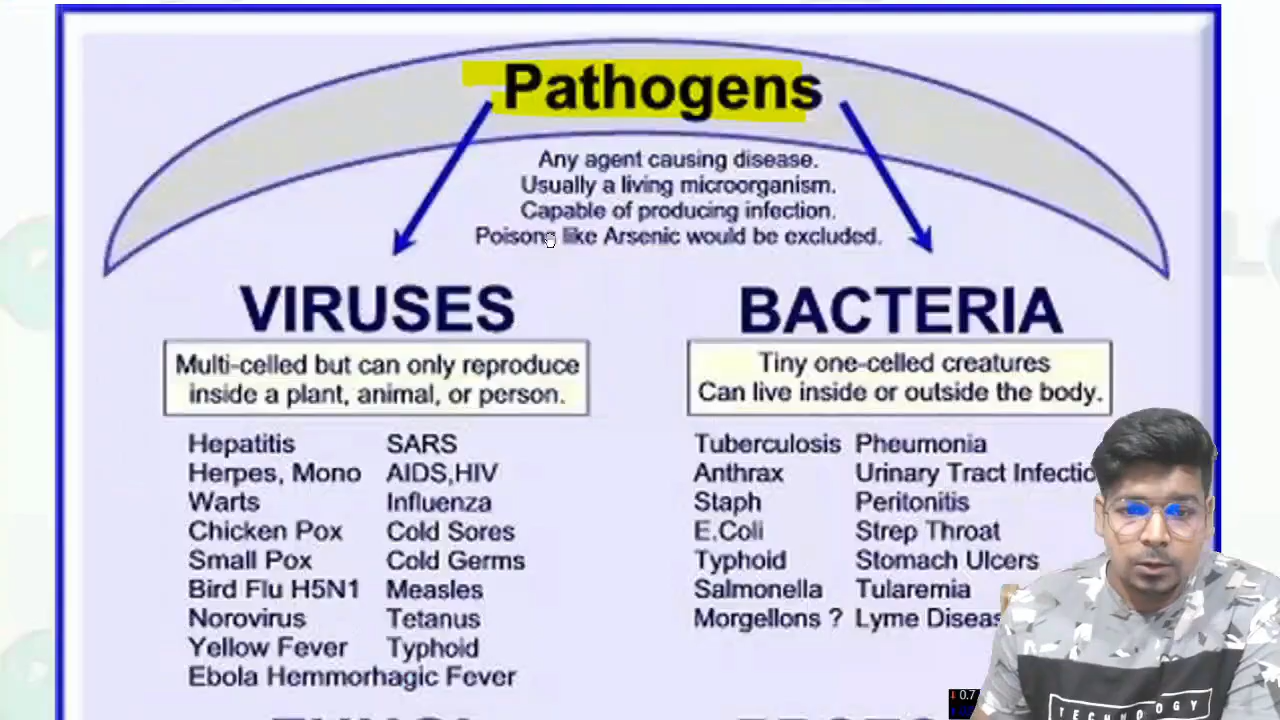 Pathogens
Any agent causing disease.
Usually a living microorganism.
Capable of producing infection.
Poisons like Arsenic would be excluded.
VIRUSES
Multi-celled but can only reproduce
inside a plant, animal, or person.
Hepatitis SARS
Herpes, Mono AIDS,HIV
Warts Influenza
Chicken Pox Cold Sores
Small Pox Cold Germs
Bird Flu H5N1 Measles
Norovirus Tetanus
Yellow Fever Typhoid
Ebola Hemmorhagic Fever
BACTERIA
Tiny one-celled creatures
Can live inside or outside the body.
Tuberculosis Pheumonia
Anthrax Urinary Tract Infectio
Staph Peritonitis
E.Coli Strep Throat
Typhoid Stomach Ulcers
Salmonella Tularemia
Morgellons ? Lyme Diseas
0.7
TECHNOLOGY